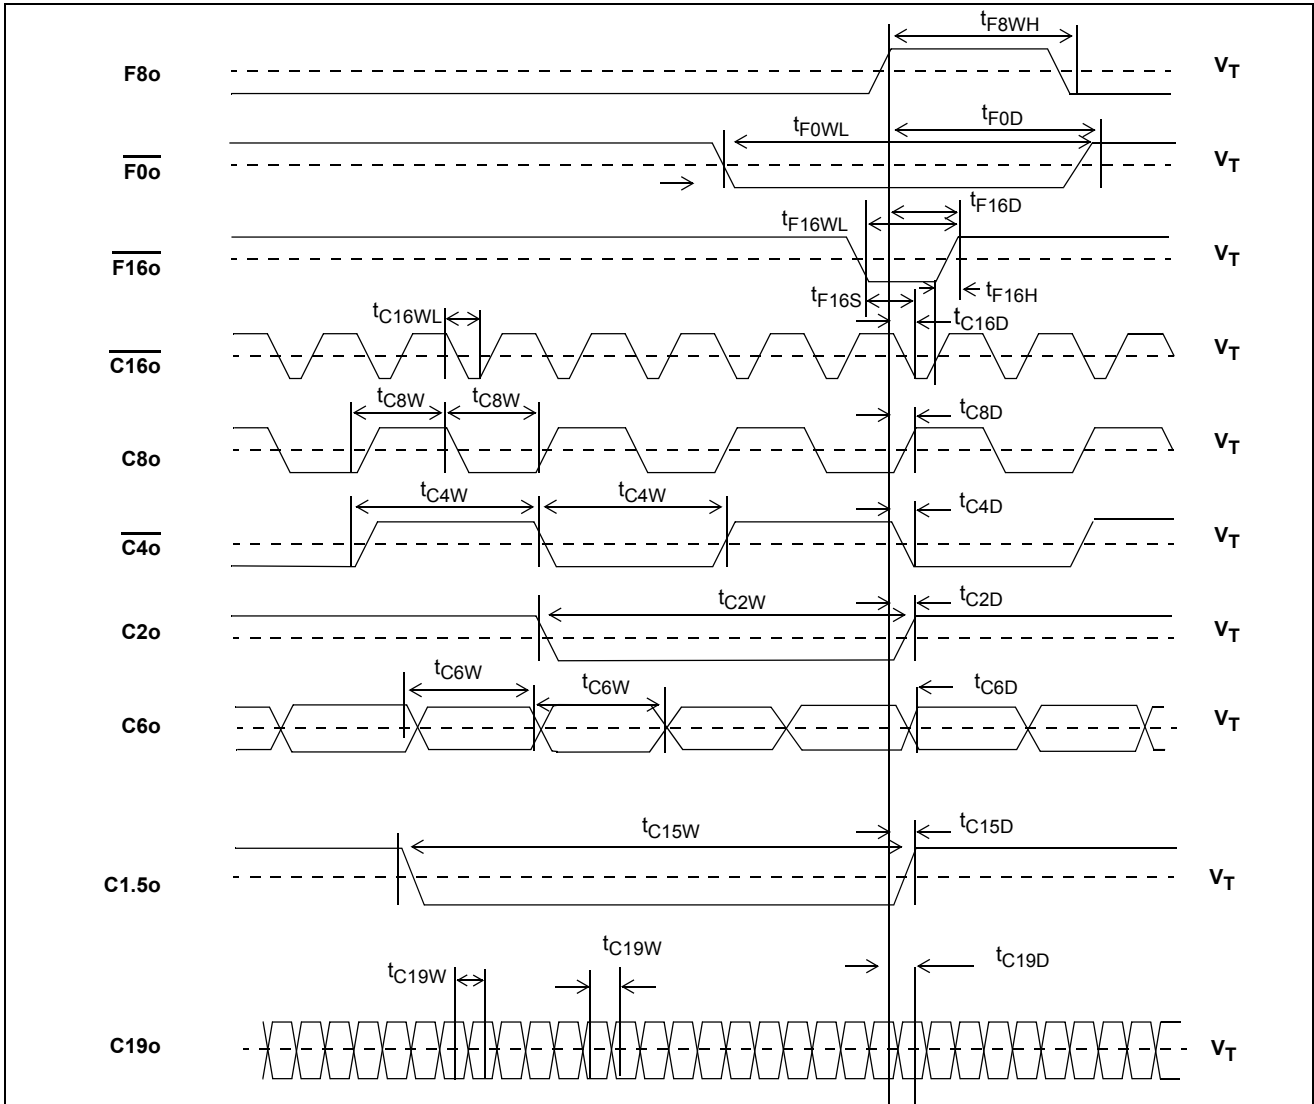 tF8WH
F8o VT
tF0WL tF0D
F0o VT
tF16WL tF16D
F16o VT
tF16S tF16H
tC16WL tC16D
C16o VT
tC8W tC8W tC8D
C8o VT
tC4W tC4W tC4D
C4o VT
tC2W tC2D
C2o VT
tC6W tC6W tC6D
C6o VT
tC15W tC15D
C1.5o VT
tC19W tC19W tC19D
C19o VT